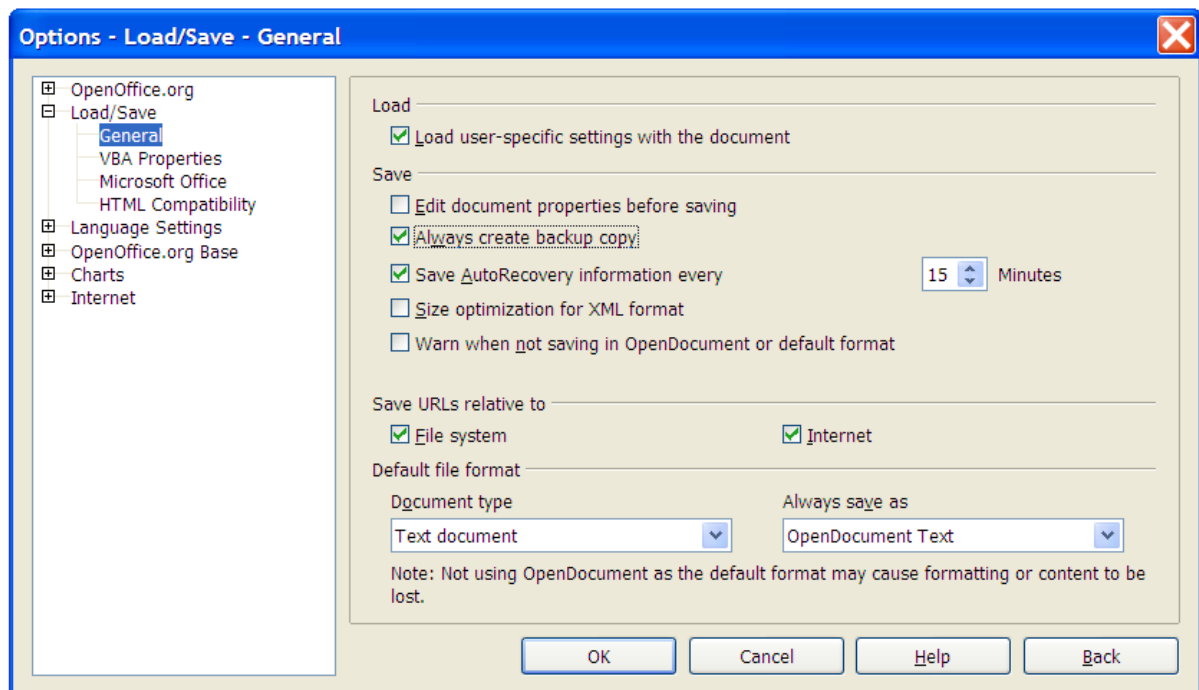 Options - Load/Save - General
OpenOffice.org
Load/Save
General
VBA Properties
Microsoft Office
HTML Compatibility
Language Settings
OpenOffice.org Base
Charts
Internet
Load
Load user-specific settings with the document
Save
Edit document properties before saving
Always create backup copy
Save AutoRecovery information every 15 Minutes
Size optimization for XML format
Warn when not saving in OpenDocument or default format
Save URLs relative to
File system Internet
Default file format
Document type Always save as
Text document OpenDocument Text
Note: Not using OpenDocument as the default format may cause formatting or content to be
lost.
OK Cancel Help Back